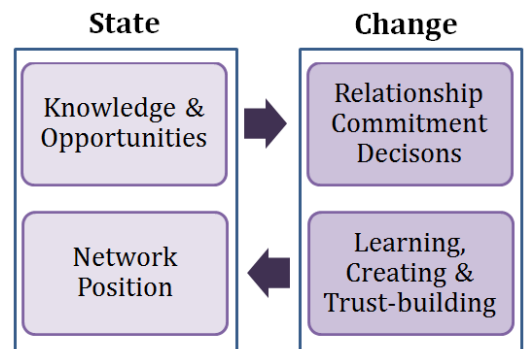 State
Change
Knowledge &
Opportunities
Relationship
Commitment
Decisons
Network
Position
Learning,
Creating &
Trust-building